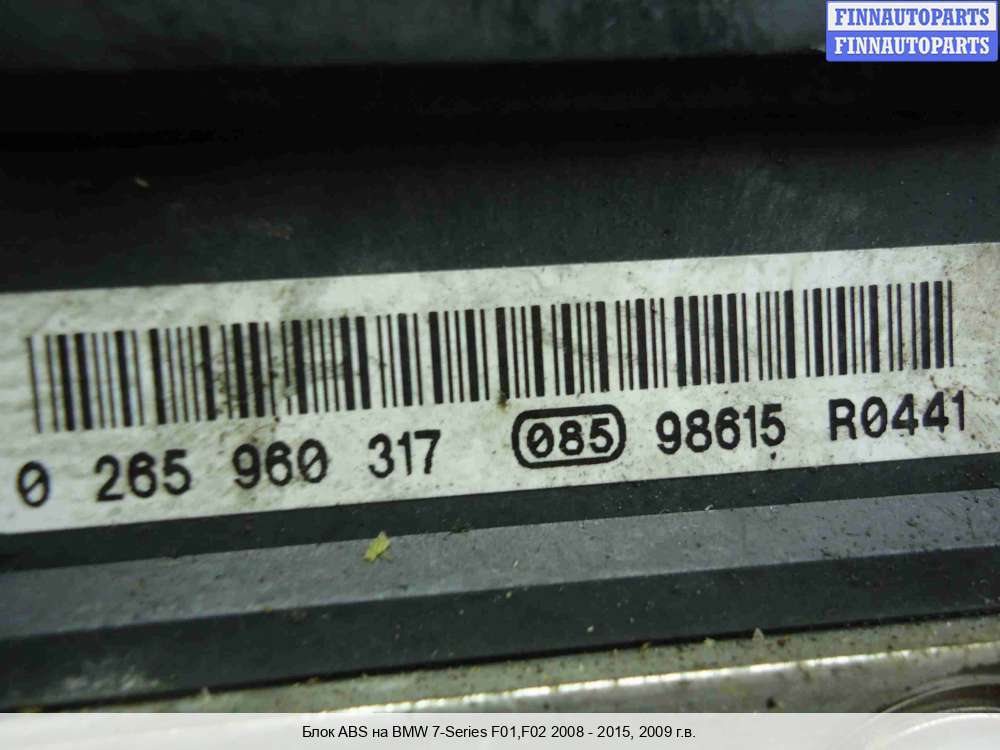 FINNAUTOPARTS
FINNAUTOPARTS
0 265 960 317 085 98615 R0441
Блок ABS на BMW 7-Series F01,F02 2008 - 2015, 2009 г.в.